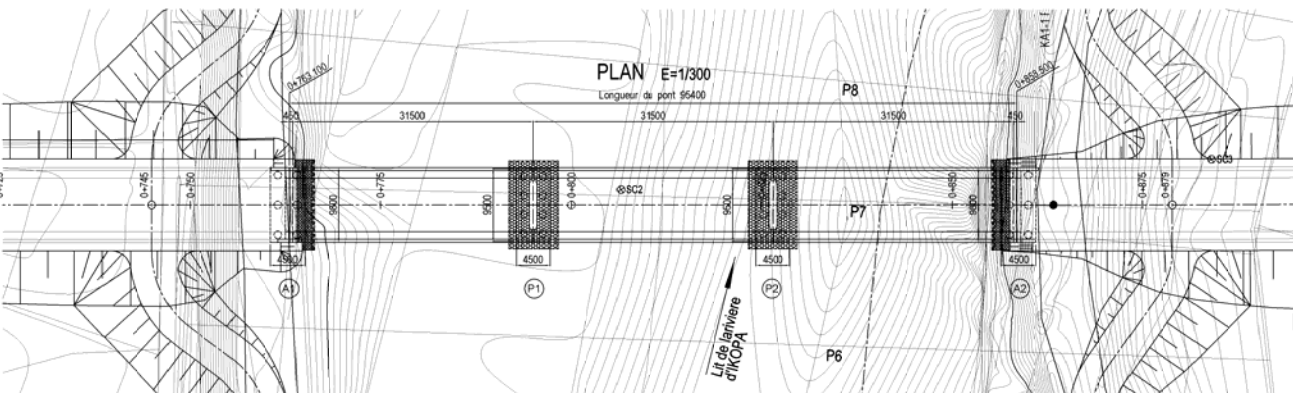 KA1-1
0+763.100
PLAN E=1/300
Longueur du pont 95400
0+858.500
P8
450 31500 31500 31500 450
0+745
0+750
0+775
0+800
SC2
0+850
0+875
0+879
SC3
9500
9500
P7
4500 4500 4500 4500
A1 P1 P2 A2
Lit de lariviere
d'IKOPA
P6